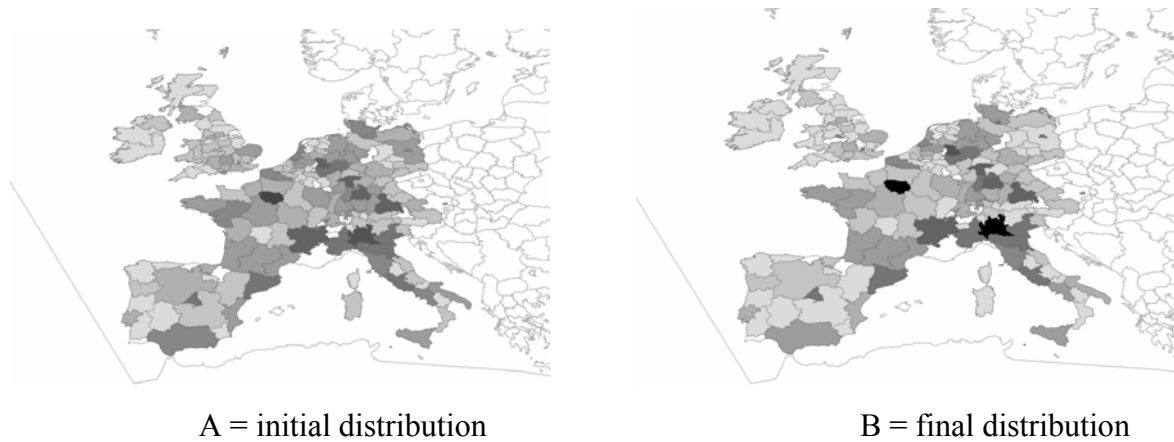 A = initial distribution
B = final distribution